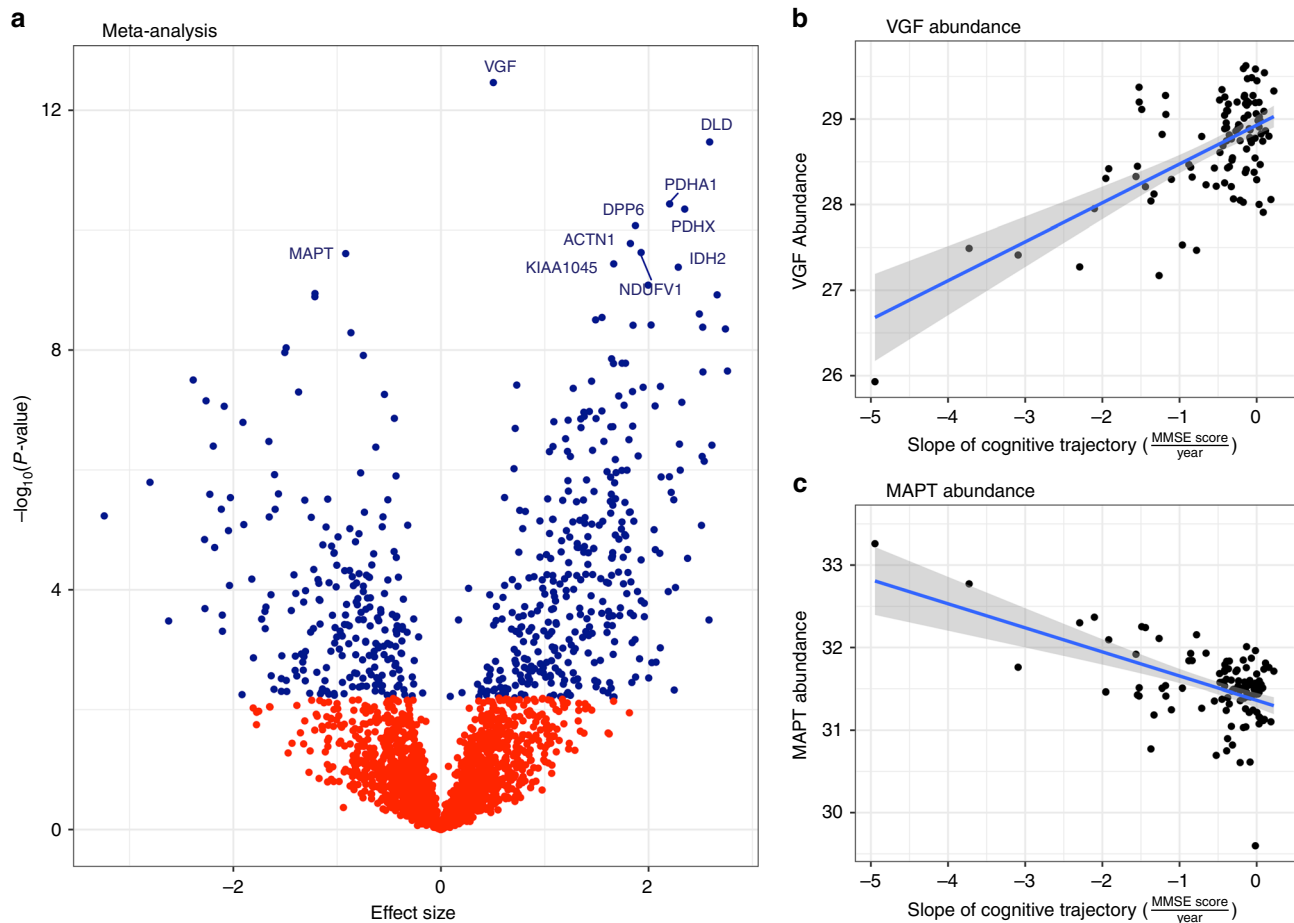 a
Meta-analysis
VGF
DLD
PDHA1
DPP6
PDHX
ACTN1
MAPT
KIAA1045
IDH2
NDUFV1
12
8
4
0
–log10(P-value)
–2
0
2
Effect size
b
VGF abundance
29
28
27
26
VGF Abundance
–5
–4
–3
–2
–1
0
Slope of cognitive trajectory (MMSE score/year)
c
MAPT abundance
33
32
31
30
MAPT abundance
–5
–4
–3
–2
–1
0
Slope of cognitive trajectory (MMSE score/year)